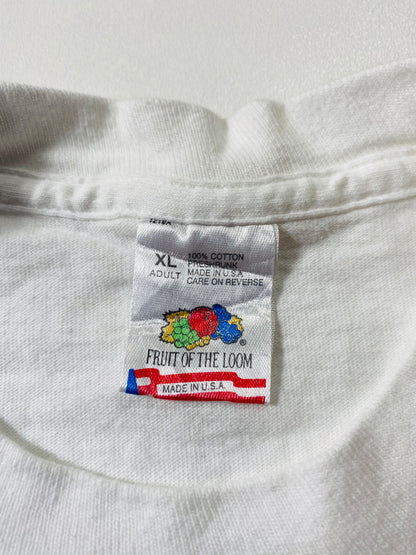 XL
ADULT
100% COTTON
PRESHRUNK
MADE IN U.S.A
CARE ON REVERSE
®
FRUIT OF THE LOOM
MADE IN U.S.A.